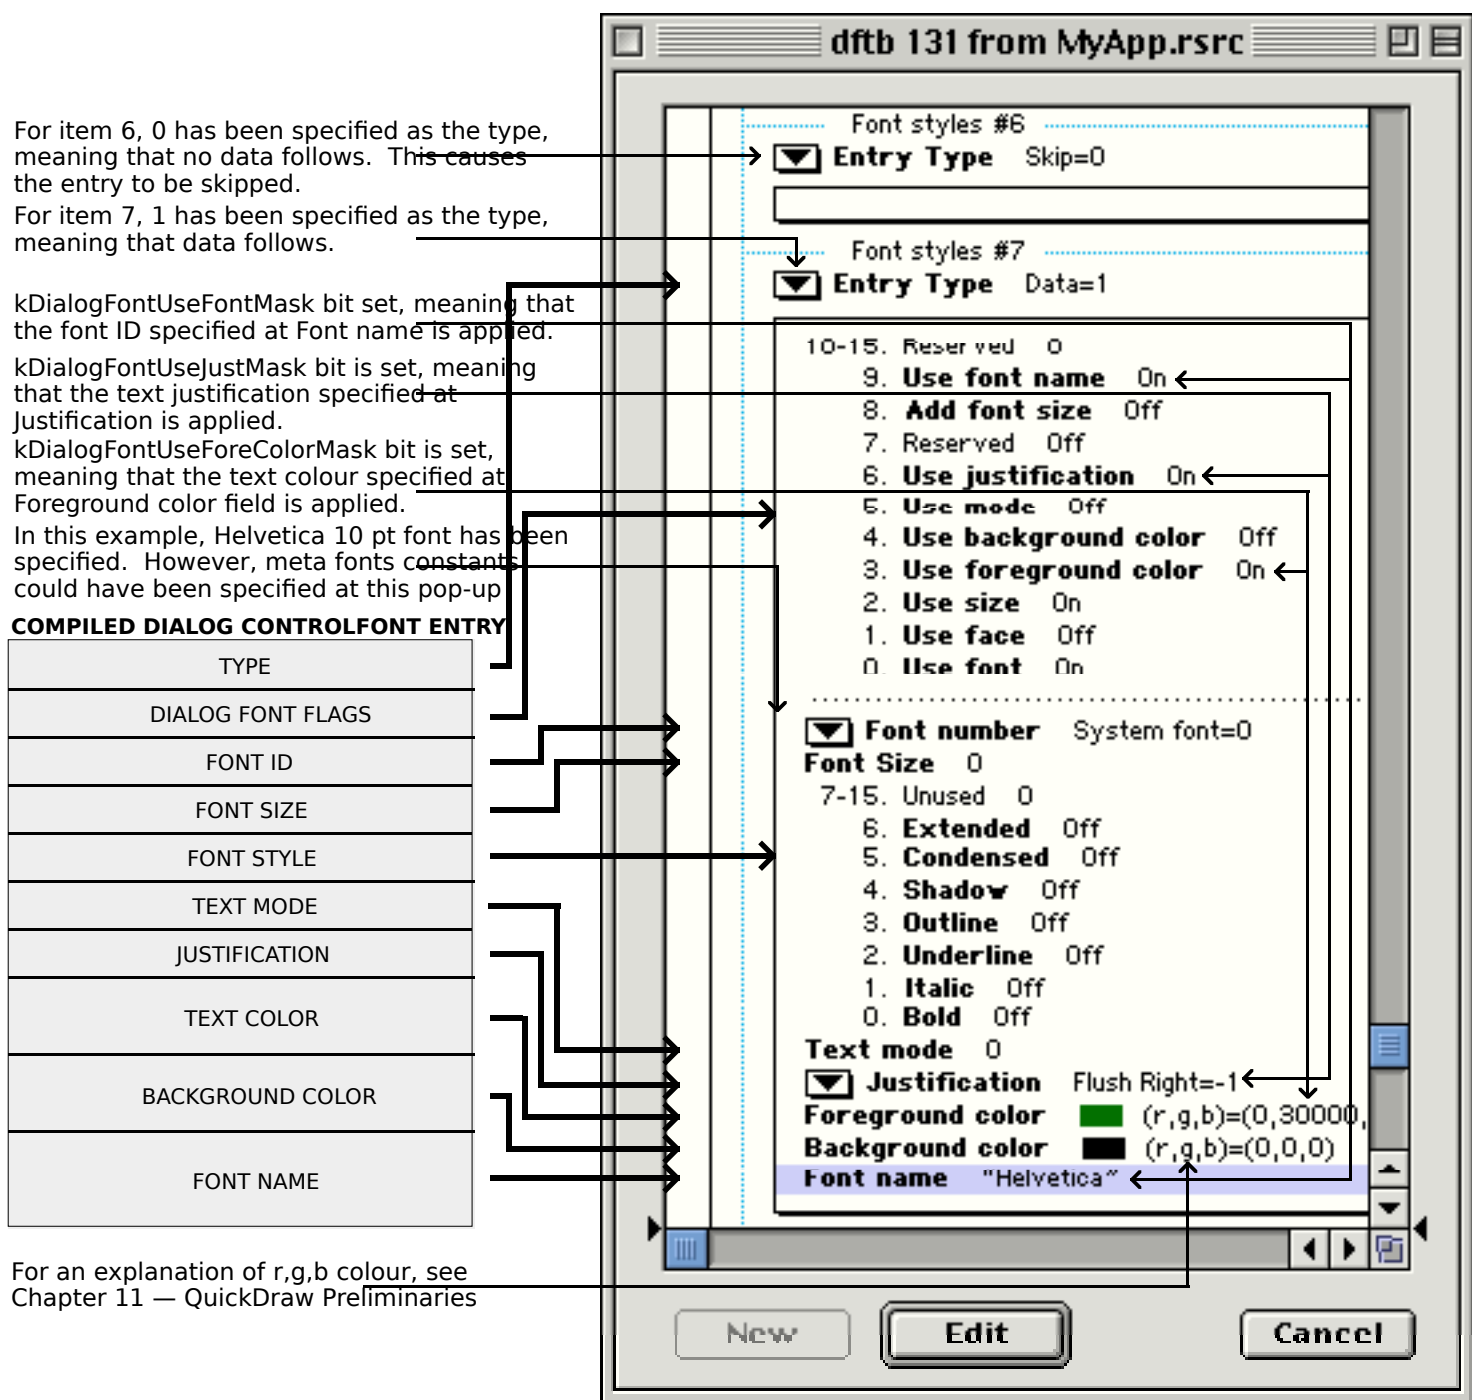 dftb 131 from MyApp.rsrc
For item 6, 0 has been specified as the type,
meaning that no data follows.  This causes
the entry to be skipped.
For item 7, 1 has been specified as the type,
meaning that data follows.
kDialogFontUseFontMask bit set, meaning that
the font ID specified at Font name is applied.
kDialogFontUseJustMask bit is set, meaning
that the text justification specified at
Justification is applied.
kDialogFontUseForeColorMask bit is set,
meaning that the text colour specified at
Foreground color field is applied.
In this example, Helvetica 10 pt font has been
specified.  However, meta fonts constants
could have been specified at this pop-up
COMPILED DIALOG CONTROLFONT ENTRY
TYPE
DIALOG FONT FLAGS
FONT ID
FONT SIZE
FONT STYLE
TEXT MODE
JUSTIFICATION
TEXT COLOR
BACKGROUND COLOR
FONT NAME
For an explanation of r,g,b colour, see
Chapter 11 — QuickDraw Preliminaries
Font styles #6
Entry Type Skip=0
Font styles #7
Entry Type Data=1
10-15. Reserved 0
9. Use font name On
8. Add font size Off
7. Reserved Off
6. Use justification On
5. Use mode Off
4. Use background color Off
3. Use foreground color On
2. Use size On
1. Use face Off
0. Use font On
Font number System font=0
Font Size 0
7-15. Unused 0
6. Extended Off
5. Condensed Off
4. Shadow Off
3. Outline Off
2. Underline Off
1. Italic Off
0. Bold Off
Text mode 0
Justification Flush Right=-1
Foreground color (r,g,b)=(0,30000,
Background color (r,g,b)=(0,0,0)
Font name "Helvetica"
New Edit Cancel